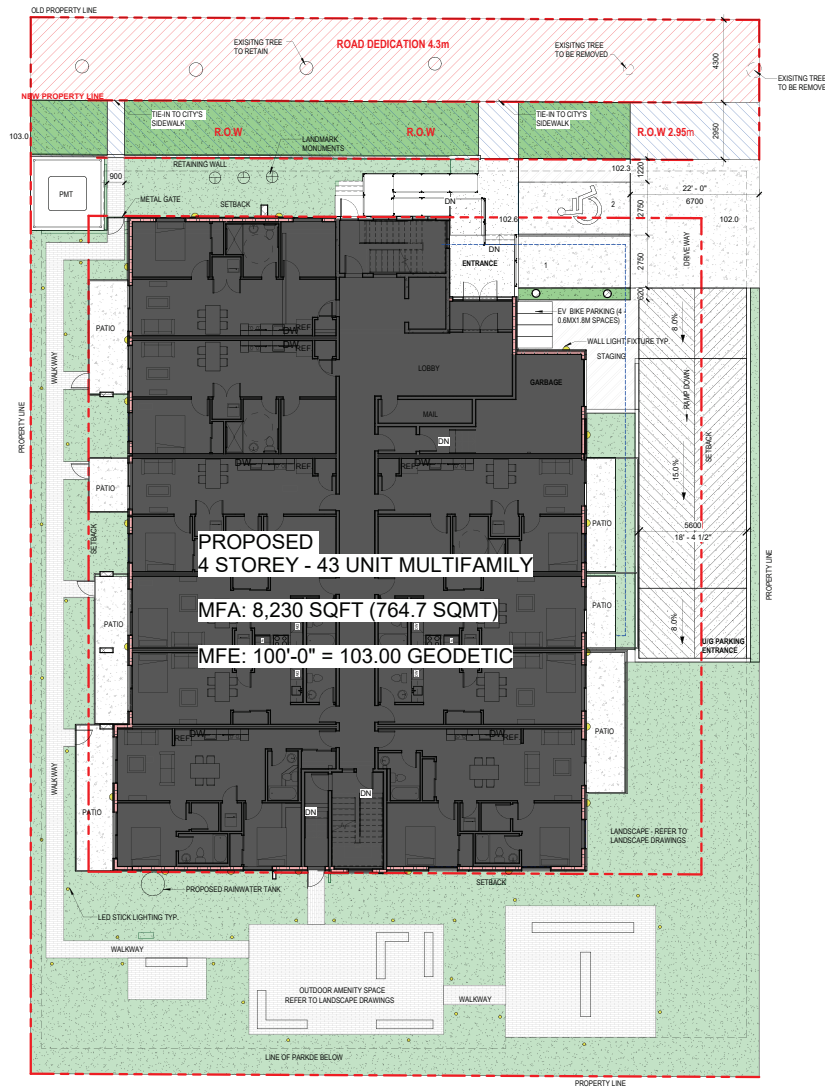 OLD PROPERTY LINE
EXISITNG TREE
TO RETAIN
ROAD DEDICATION 4.3m
EXISITNG TREE
TO BE REMOVED
EXISITNG TREE
TO BE REMOVE
4300
NEW PROPERTY LINE
TIE-IN TO CITY'S
SIDEWALK
TIE-IN TO CITY'S
SIDEWALK
103.0
R.O.W
R.O.W
R.O.W 2.95m
2950
LANDMARK
MONUMENTS
RETAINING WALL
102.3
1220
PMT
900
METAL GATE
SETBACK
DN
102.6
2
2750
22' - 0"
6700
102.0
DN
ENTRANCE
1
2750
DRIVEWAY
620
EV BIKE PARKING (4
0.6MX1.8M SPACES)
8.0%
WALL LIGHT FIXTURE TYP.
STAGING
PATIO
DW
REF
DW
REF
LOBBY
GARBAGE
WALKWAY
RAMP DOWN
MAIL
DN
PROPERTY LINE
SETBACK
15.0%
PATIO
DW
REF
REF
DW
PATIO
5600
18' - 4 1/2"
SETBACK
PROPOSED
4 STOREY - 43 UNIT MULTIFAMILY
MFA: 8,230 SQFT (764.7 SQMT)
MFE: 100'-0" = 103.00 GEODETIC
PROPERTY LINE
PATIO
PATIO
8.0%
U/G PARKING
ENTRANCE
PATIO
REF
DW
DW
REF
WALKWAY
PATIO
DN
DN
LANDSCAPE - REFER TO
LANDSCAPE DRAWINGS
PROPOSED RAINWATER TANK
SETBACK
LED STICK LIGHTING TYP.
WALKWAY
OUTDOOR AMENITY SPACE
REFER TO LANDSCAPE DRAWINGS
WALKWAY
LINE OF PARKDE BELOW
PROPERTY LINE